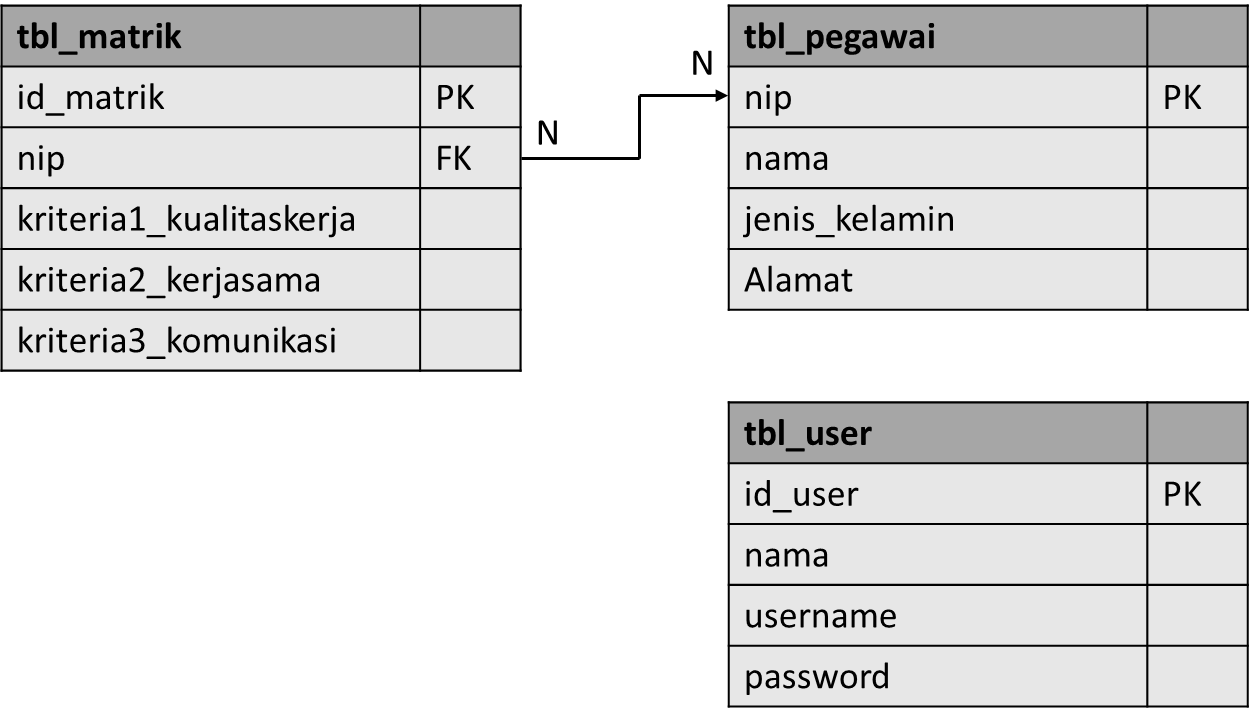 tbl_matrik
id_matrik PK
nip FK
kriteria1_kualitaskerja
kriteria2_kerjasama
kriteria3_komunikasi
N
N
tbl_pegawai
nip PK
nama
jenis_kelamin
Alamat
tbl_user
id_user PK
nama
username
password